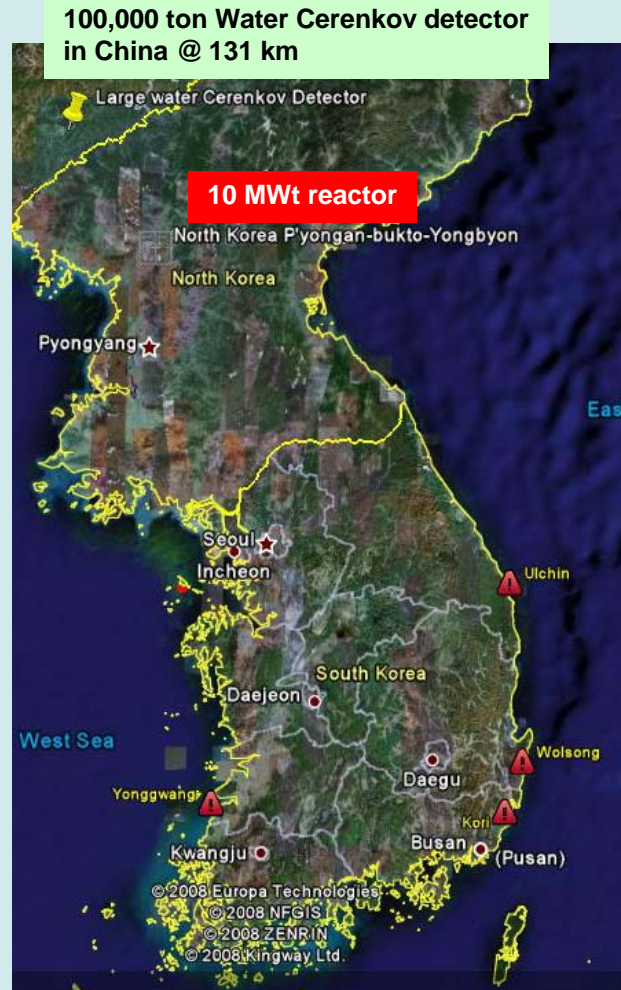 100,000 ton Water Cerenkov detector
in China @ 131 km
Large water Cerenkov Detector
10 MWt reactor
North Korea P'yongan-bukto-Yongbyon
North Korea
Pyongyang
Eas
Seoul
Incheon
Ulchin
South Korea
Daejeon
West Sea
Wolsong
Daegu
Yonggwang
Kori
Busan
(Pusan)
Kwangju
© 2008 Europa Technologies
© 2008 NFGIS
© 2008 ZENRIN
© 2008 Kingway Ltd.